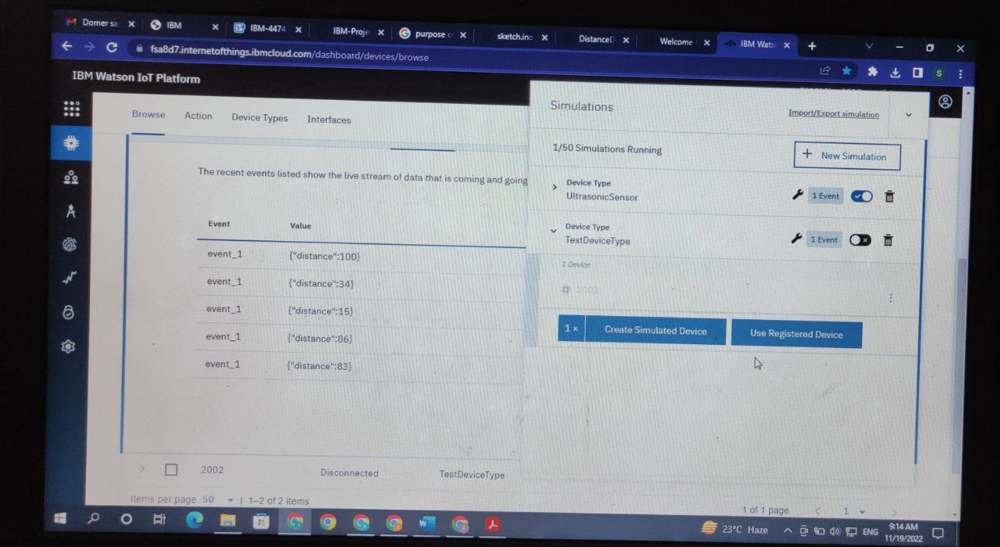 Domer sa
IBM
IBM-4474
IBM-Proje
purpose o
sketch.inc
DistanceD
Welcome
IBM Wats
fsa8d7.internetofthings.ibmcloud.com/dashboard/devices/browse
S
IBM Watson IoT Platform
Browse
Action
Device Types
Interfaces
Simulations
Import/Export simulation
1/50 Simulations Running
+ New Simulation
The recent events listed show the live stream of data that is coming and going
Device Type
UltrasonicSensor
1 Event
Event
Value
Device Type
TestDeviceType
1 Event
event_1 {"distance":100}
event_1 {"distance":34}
event_1 {"distance":15}
event_1 {"distance":86}
event_1 {"distance":83}
1 Device
2002
1 ×
Create Simulated Device
Use Registered Device
2002
Disconnected
TestDeviceType
Items per page 50 | 1–2 of 2 items
1 of 1 page
1
23°C Haze
ENG
9:14 AM
11/19/2022